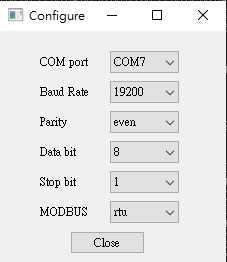 Configure
COM port COM7
Baud Rate 19200
Parity even
Data bit 8
Stop bit 1
MODBUS rtu
Close